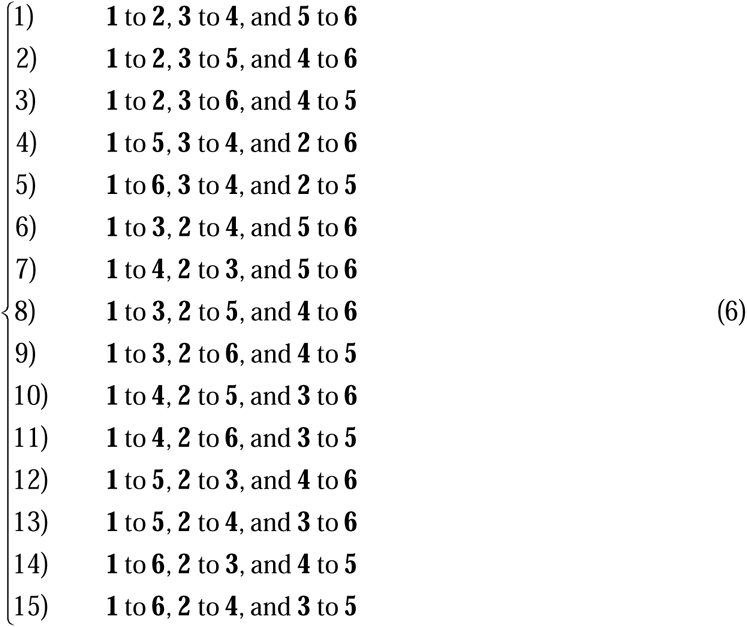 1) 1 to 2, 3 to 4, and 5 to 6
2) 1 to 2, 3 to 5, and 4 to 6
3) 1 to 2, 3 to 6, and 4 to 5
4) 1 to 5, 3 to 4, and 2 to 6
5) 1 to 6, 3 to 4, and 2 to 5
6) 1 to 3, 2 to 4, and 5 to 6
7) 1 to 4, 2 to 3, and 5 to 6
8) 1 to 3, 2 to 5, and 4 to 6 (6)
9) 1 to 3, 2 to 6, and 4 to 5
10) 1 to 4, 2 to 5, and 3 to 6
11) 1 to 4, 2 to 6, and 3 to 5
12) 1 to 5, 2 to 3, and 4 to 6
13) 1 to 5, 2 to 4, and 3 to 6
14) 1 to 6, 2 to 3, and 4 to 5
15) 1 to 6, 2 to 4, and 3 to 5